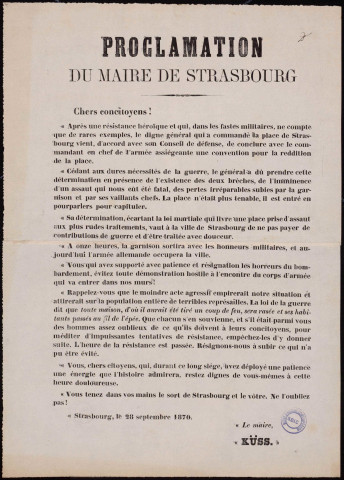 PROCLAMATION
DU MAIRE DE STRASBOURG
Chers concitoyens !
« Après une résistance héroïque et qui, dans les fastes militaires, ne compte
que de rares exemples, le digne général qui a commandé la place de Stras-
bourg vient, d'accord avec son Conseil de défense, de conclure avec le com-
mandant en chef de l'armée assiégeante une convention pour la reddition
de la place.
« Cédant aux dures nécessités de la guerre, le général a dû prendre cette
détermination en présence de l'existence des deux brèches, de l'imminence
d'un assaut qui nous eût été fatal, des pertes irréparables subies par la gar-
nison et par ses vaillants chefs. La place n'était plus tenable, il est entré en
pourparlers pour capituler.
« Sa détermination, écartant la loi martiale qui livre une place prise d'assaut
aux plus rudes traitements, vaut à la ville de Strasbourg de ne pas payer de
contributions de guerre et d'être traitée avec douceur.
« A onze heures, la garnison sortira avec les honneurs militaires, et au-
jourd'hui l'armée allemande occupera la ville.
« Vous qui avez supporté avec patience et résignation les horreurs du bom-
bardement, évitez toute démonstration hostile à l'encontre du corps d'armée
qui va entrer dans nos murs!
« Rappelez-vous que le moindre acte agressif empirerait notre situation et
attirerait sur la population entière de terribles représailles. La loi de la guerre
dit que toute maison, d'où il aurait été tiré un coup de feu, sera rasée et ses habi-
tants passés au fil de l'épée. Que chacun s'en souvienne, et s'il était parmi vous
des hommes assez oublieux de ce qu'ils doivent à leurs concitoyens, pour
méditer d'impuissantes tentatives de résistance, empêchez-les d'y donner
suite. L'heure de la résistance est passée. Résignons-nous à subir ce qui n'a
pu être évité.
« Vous, chers citoyens, qui, durant ce long siége, avez déployé une patience
une énergie que l'histoire admirera, restez dignes de vous-mêmes à cette
heure douloureuse.
« Vous tenez dans vos mains le sort de Strasbourg et le vôtre. Ne l'oubliez
pas!
« Strasbourg, le 28 septembre 1870.
« Le maire,
« KÜSS.